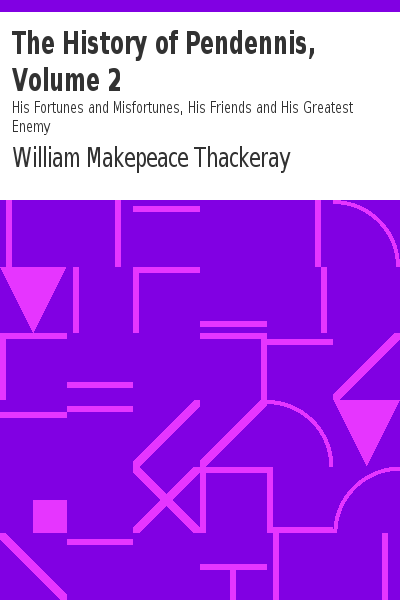 The History of Pendennis,
Volume 2
His Fortunes and Misfortunes, His Friends and His Greatest
Enemy
William Makepeace Thackeray